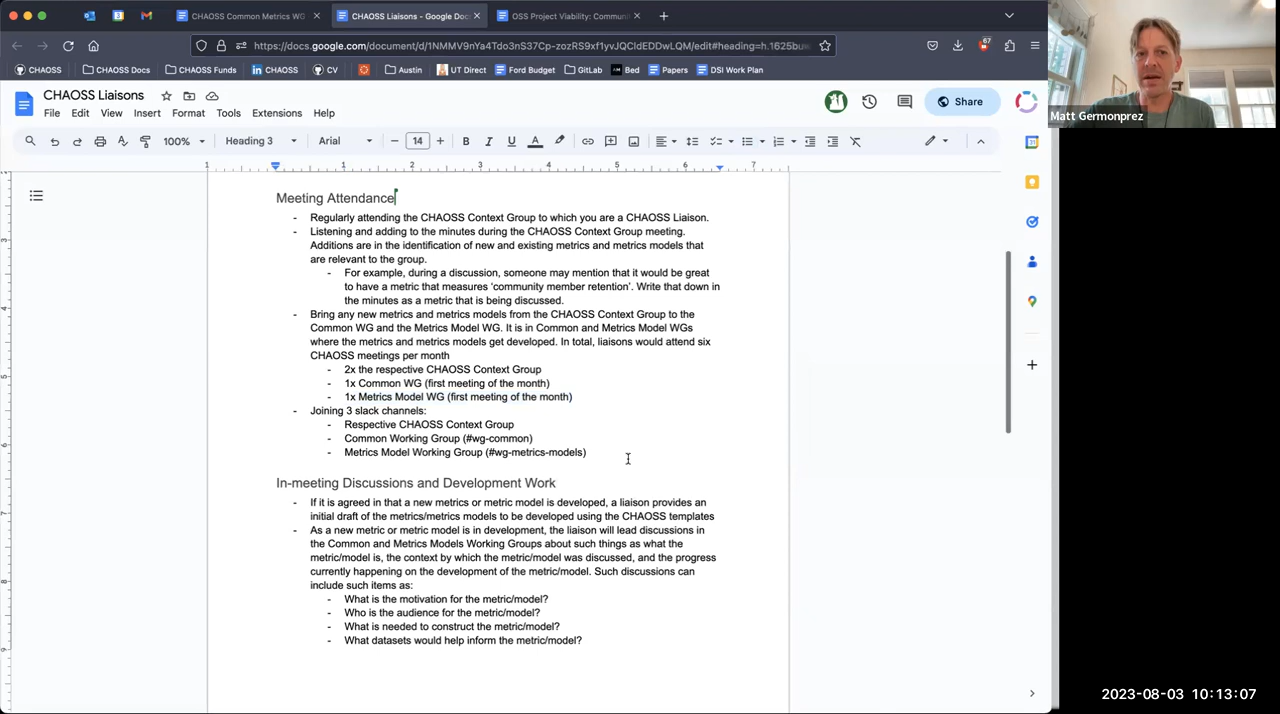 CHAOSS Common Metrics WG
CHAOSS Liaisons - Google Doc
OSS Project Viability: Commun
https://docs.google.com/document/d/1NMMV9nYa4Tdo3nS37Cp-zozRS9xf1yvJQCldEDDwLQM/edit#heading=h.1625buw
67
CHAOSS
CHAOSS Docs
CHAOSS Funds
CHAOSS
CV
Austin
UT Direct
Ford Budget
GitLab
Bed
Papers
DSI Work Plan
CHAOSS Liaisons
File Edit View Insert Format Tools Extensions Help
Share
100% Heading 3 Arial 14 B I U A
1 1 2 3 4 5 6 7
Meeting Attendance
- Regularly attending the CHAOSS Context Group to which you are a CHAOSS Liaison.
- Listening and adding to the minutes during the CHAOSS Context Group meeting.
Additions are in the identification of new and existing metrics and metrics models that
are relevant to the group.
- For example, during a discussion, someone may mention that it would be great
to have a metric that measures ‘community member retention’. Write that down in
the minutes as a metric that is being discussed.
- Bring any new metrics and metrics models from the CHAOSS Context Group to the
Common WG and the Metrics Model WG. It is in Common and Metrics Model WGs
where the metrics and metrics models get developed. In total, liaisons would attend six
CHAOSS meetings per month
- 2x the respective CHAOSS Context Group
- 1x Common WG (first meeting of the month)
- 1x Metrics Model WG (first meeting of the month)
- Joining 3 slack channels:
- Respective CHAOSS Context Group
- Common Working Group (#wg-common)
- Metrics Model Working Group (#wg-metrics-models)
In-meeting Discussions and Development Work
- If it is agreed in that a new metrics or metric model is developed, a liaison provides an
initial draft of the metrics/metrics models to be developed using the CHAOSS templates
- As a new metric or metric model is in development, the liaison will lead discussions in
the Common and Metrics Models Working Groups about such things as what the
metric/model is, the context by which the metric/model was discussed, and the progress
currently happening on the development of the metric/model. Such discussions can
include such items as:
- What is the motivation for the metric/model?
- Who is the audience for the metric/model?
- What is needed to construct the metric/model?
- What datasets would help inform the metric/model?
Matt Germonprez
2023-08-03 10:13:07